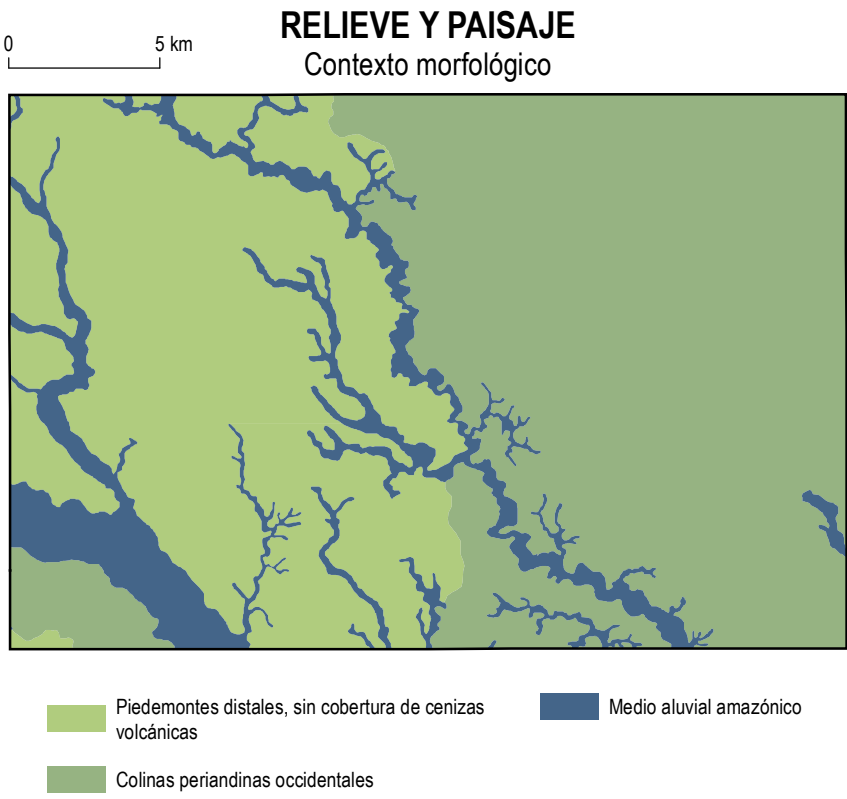 RELIEVE Y PAISAJE
Contexto morfológico
0 5 km
Piedemontes distales, sin cobertura de cenizas
volcánicas
Medio aluvial amazónico
Colinas periandinas occidentales